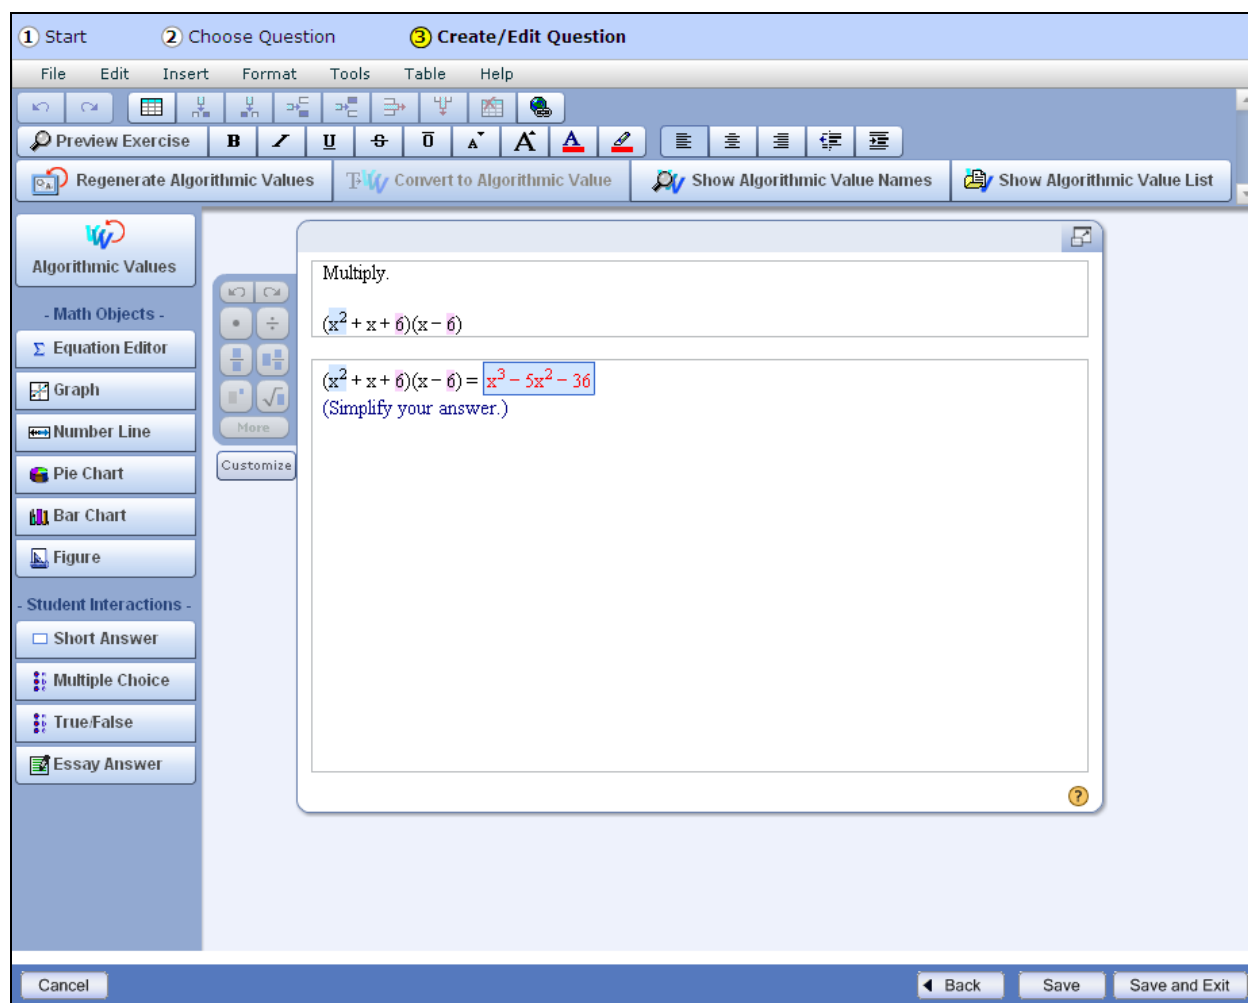 1 Start 2 Choose Question 3 Create/Edit Question
File Edit Insert Format Tools Table Help
Preview Exercise B I U S Ō A A A
Regenerate Algorithmic Values Convert to Algorithmic Value Show Algorithmic Value Names Show Algorithmic Value List
Algorithmic Values
- Math Objects -
Σ Equation Editor
Graph
Number Line
Pie Chart
Bar Chart
Figure
- Student Interactions -
Short Answer
Multiple Choice
True/False
Essay Answer
More
Customize
Multiply.
(x² + x + 6)(x − 6)
(x² + x + 6)(x − 6) = x³ − 5x² − 36
(Simplify your answer.)
?
Cancel Back Save Save and Exit